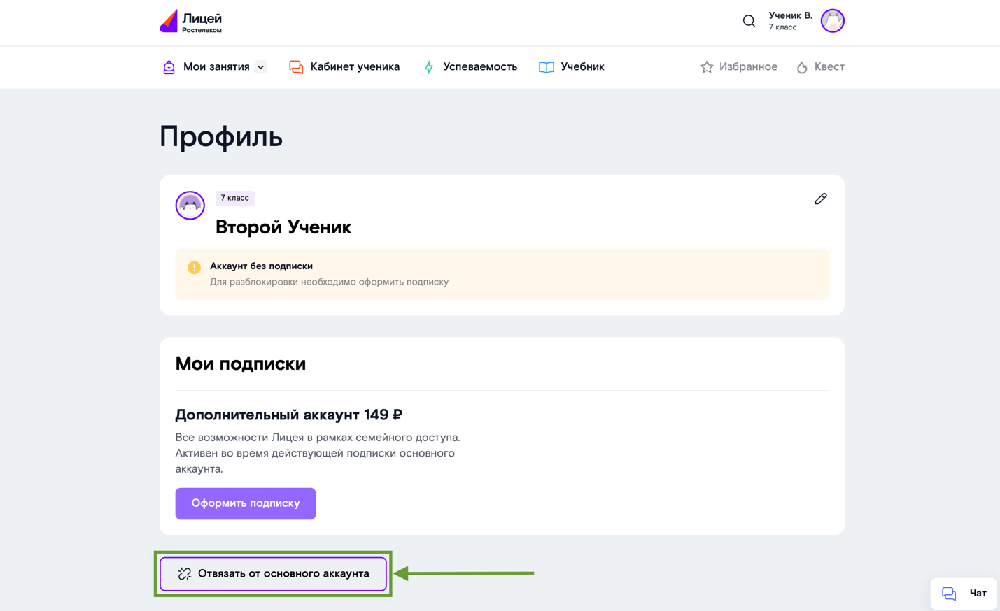 Лицей
Ростелеком
Ученик В.
7 класс
Мои занятия
Кабинет ученика
Успеваемость
Учебник
Избранное
Квест
Профиль
7 класс
Второй Ученик
Аккаунт без подписки
Для разблокировки необходимо оформить подписку
Мои подписки
Дополнительный аккаунт 149 ₽
Все возможности Лицея в рамках семейного доступа.
Активен во время действующей подписки основного
аккаунта.
Оформить подписку
Отвязать от основного аккаунта
Чат